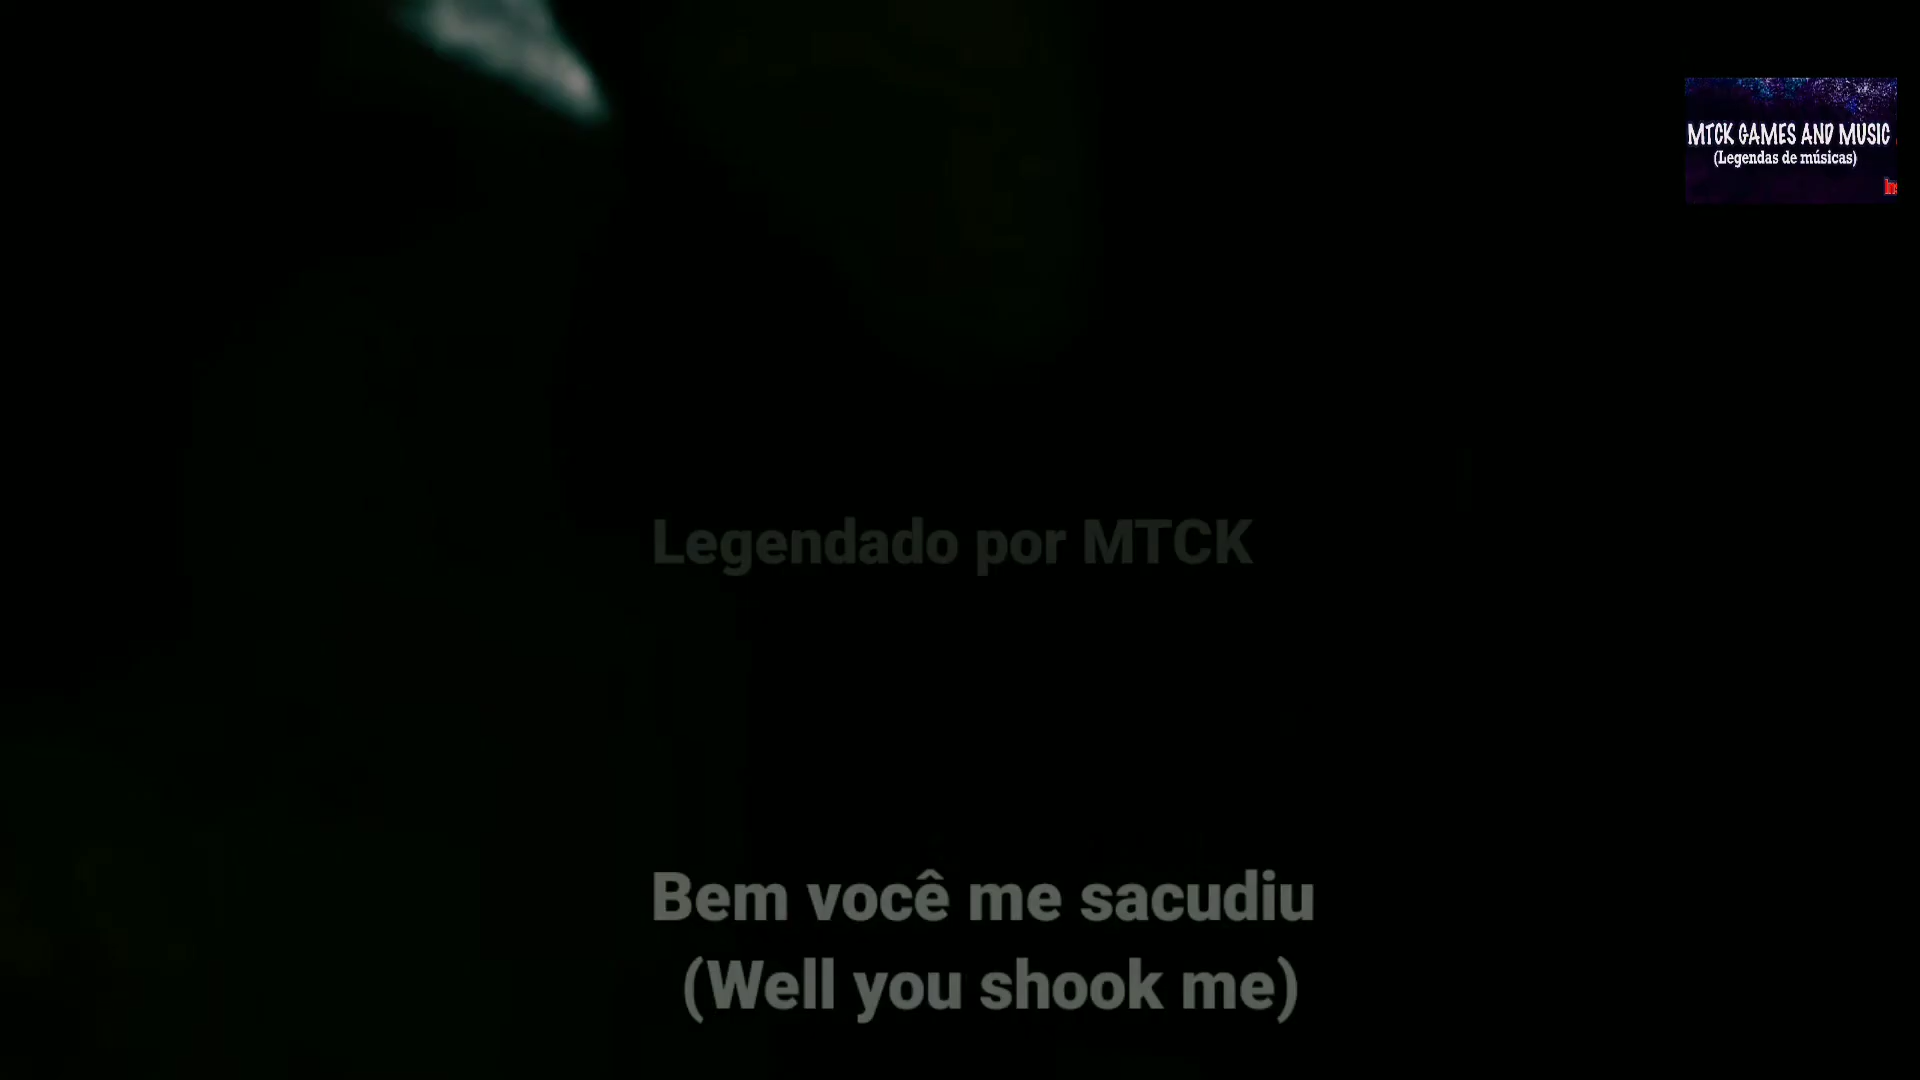 MTCK GAMES AND MUSIC
(Legendas de músicas)
Legendado por MTCK
Bem você me sacudiu
(Well you shook me)